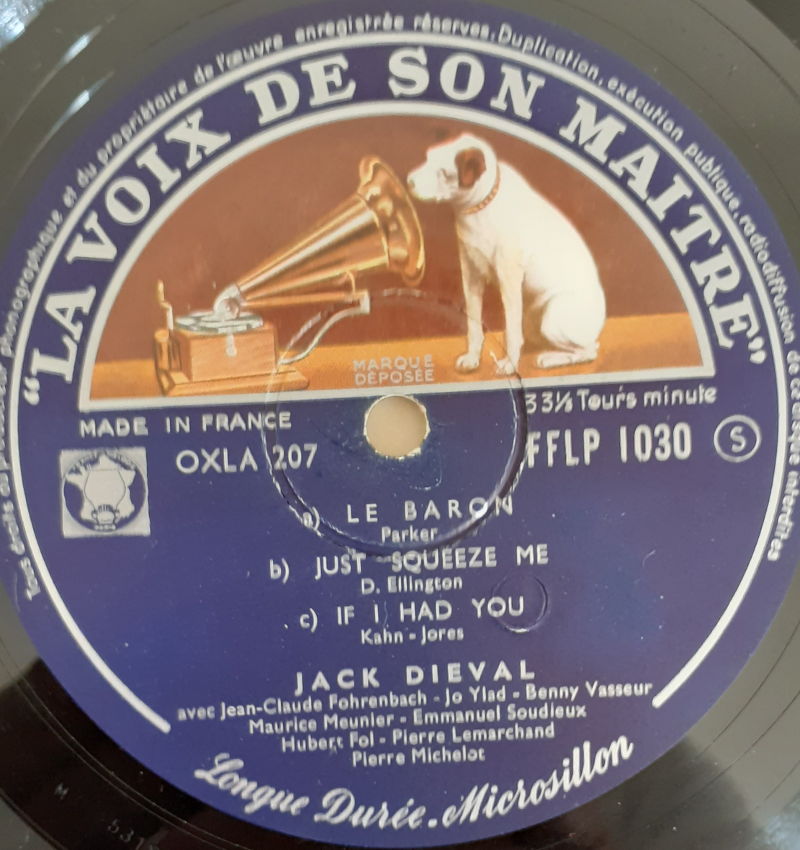 Tous droits du producteur phonographique et du propriétaire de l'œuvre enregistrée réservés. Duplication, exécution publique, radiodiffusion de ce disque interdites
"LA VOIX DE SON MAITRE"
MARQUE
DÉPOSÉE
33⅓ Tours minute
MADE IN FRANCE
OXLA 207
FFLP 1030 S
a) LE BARON
Parker
b) JUST SQUEEZE ME
D. Ellington
c) IF I HAD YOU
Kahn - Jores
JACK DIEVAL
avec Jean-Claude Fohrenbach - Jo Ylad - Benny Vasseur
Maurice Meunier - Emmanuel Soudieux
Hubert Fol - Pierre Lemarchand
Pierre Michelot
Longue Durée - Microsillon